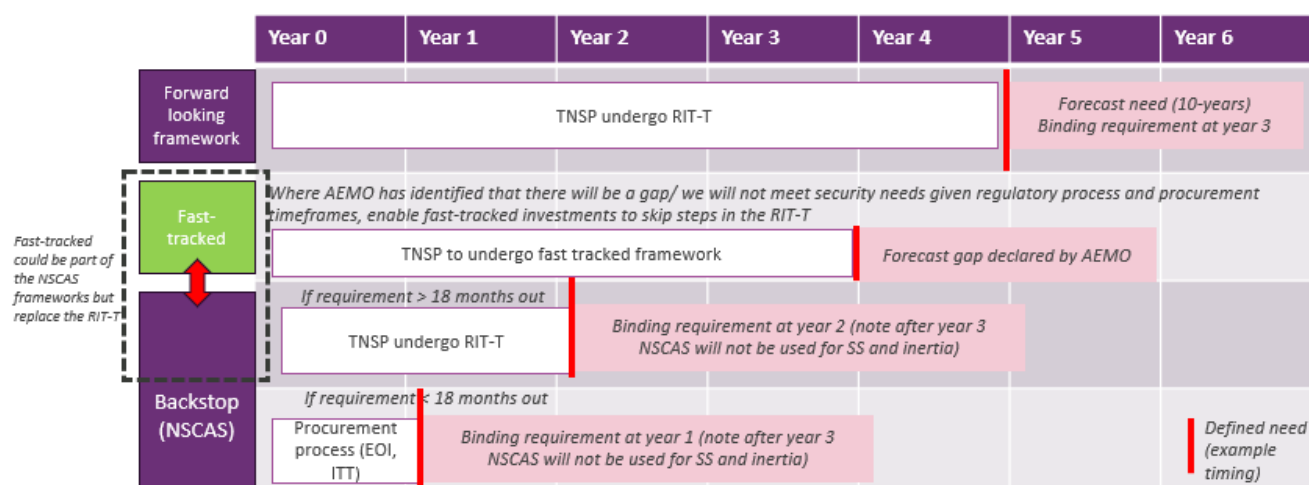 Year 0
Year 1
Year 2
Year 3
Year 4
Year 5
Year 6
Forward
looking
framework
TNSP undergo RIT-T
Forecast need (10-years)
Binding requirement at year 3
Fast-
tracked
Where AEMO has identified that there will be a gap/ we will not meet security needs given regulatory process and procurement
timeframes, enable fast-tracked investments to skip steps in the RIT-T
TNSP to undergo fast tracked framework
Forecast gap declared by AEMO
Fast-tracked
could be part of
the NSCAS
frameworks but
replace the RIT-T
Backstop
(NSCAS)
If requirement > 18 months out
TNSP undergo RIT-T
Binding requirement at year 2 (note after year 3
NSCAS will not be used for SS and inertia)
If requirement < 18 months out
Procurement
process (EOI,
ITT)
Binding requirement at year 1 (note after year 3
NSCAS will not be used for SS and inertia)
Defined need
(example
timing)